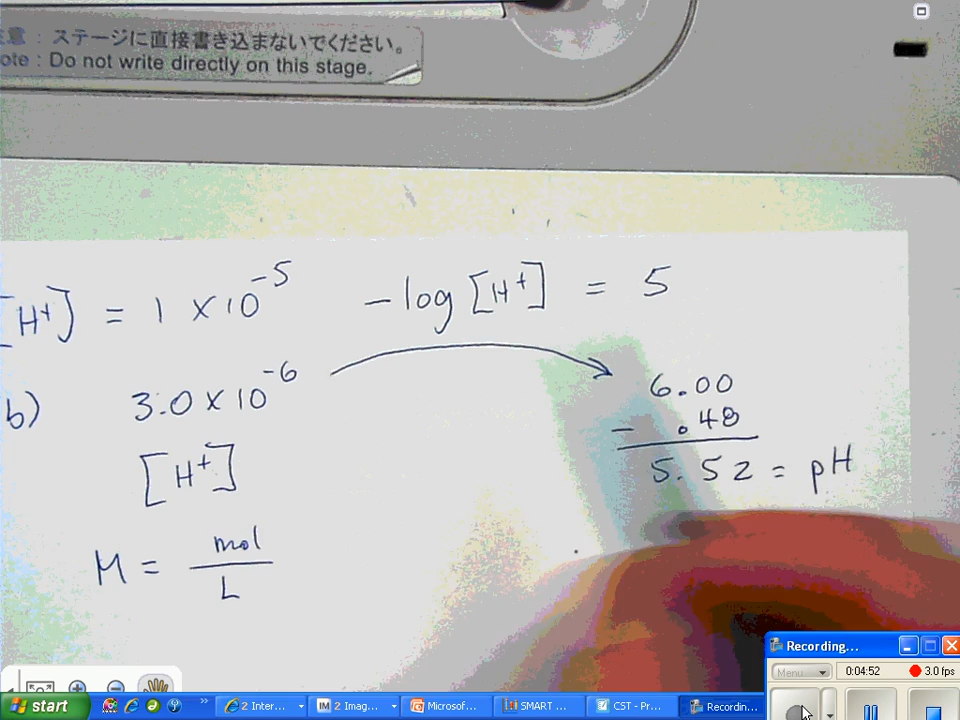 注意：ステージに直接書き込まないでください。
Note : Do not write directly on this stage.
[H⁺] = 1 × 10⁻⁵ − log [H⁺] = 5
b) 3.0 × 10⁻⁶ 6.00
− .48
[H⁺] 5.52 = pH
M = mol
L
Recording...
Menu 0:04:52 3.0 fps
start 2 Inter... 2 Imag... Microsof... SMART ... CST - Pr... Recordin...